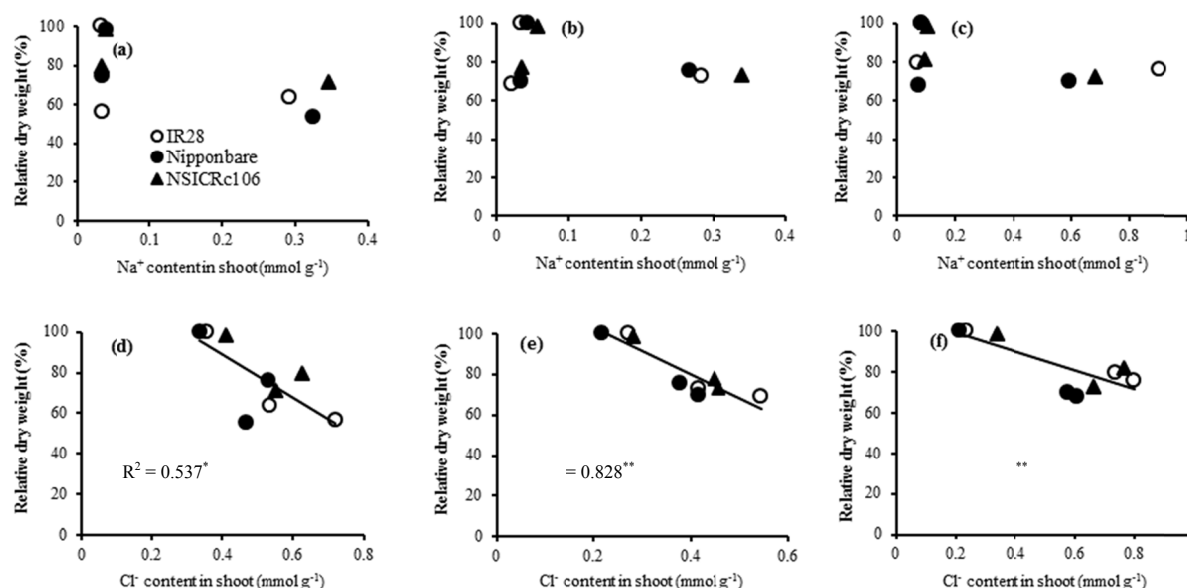 Relative dry weight (%)
100
80
60
40
20
0
(a)
IR28
Nipponbare
NSICRc106
0 0.1 0.2 0.3 0.4
Na⁺ contentin shoot (mmol g⁻¹)
Relative dry weight (%)
100
80
60
40
20
0
(b)
0 0.1 0.2 0.3 0.4
Na⁺ contentin shoot (mmol g⁻¹)
Relative dry weight (%)
100
80
60
40
20
0
(c)
0 0.2 0.4 0.6 0.8 1
Na⁺ contentin shoot (mmol g⁻¹)
Relative dry weight (%)
100
80
60
40
20
0
(d)
R² = 0.537*
0 0.2 0.4 0.6 0.8
Cl⁻ contentin shoot (mmol g⁻¹)
Relative dry weight (%)
100
80
60
40
20
0
(e)
= 0.828**
0 0.2 0.4 0.6
Cl⁻ contentin shoot (mmol g⁻¹)
Relative dry weight (%)
100
80
60
40
20
0
(f)
**
0 0.2 0.4 0.6 0.8
Cl⁻ contentin shoot (mmol g⁻¹)